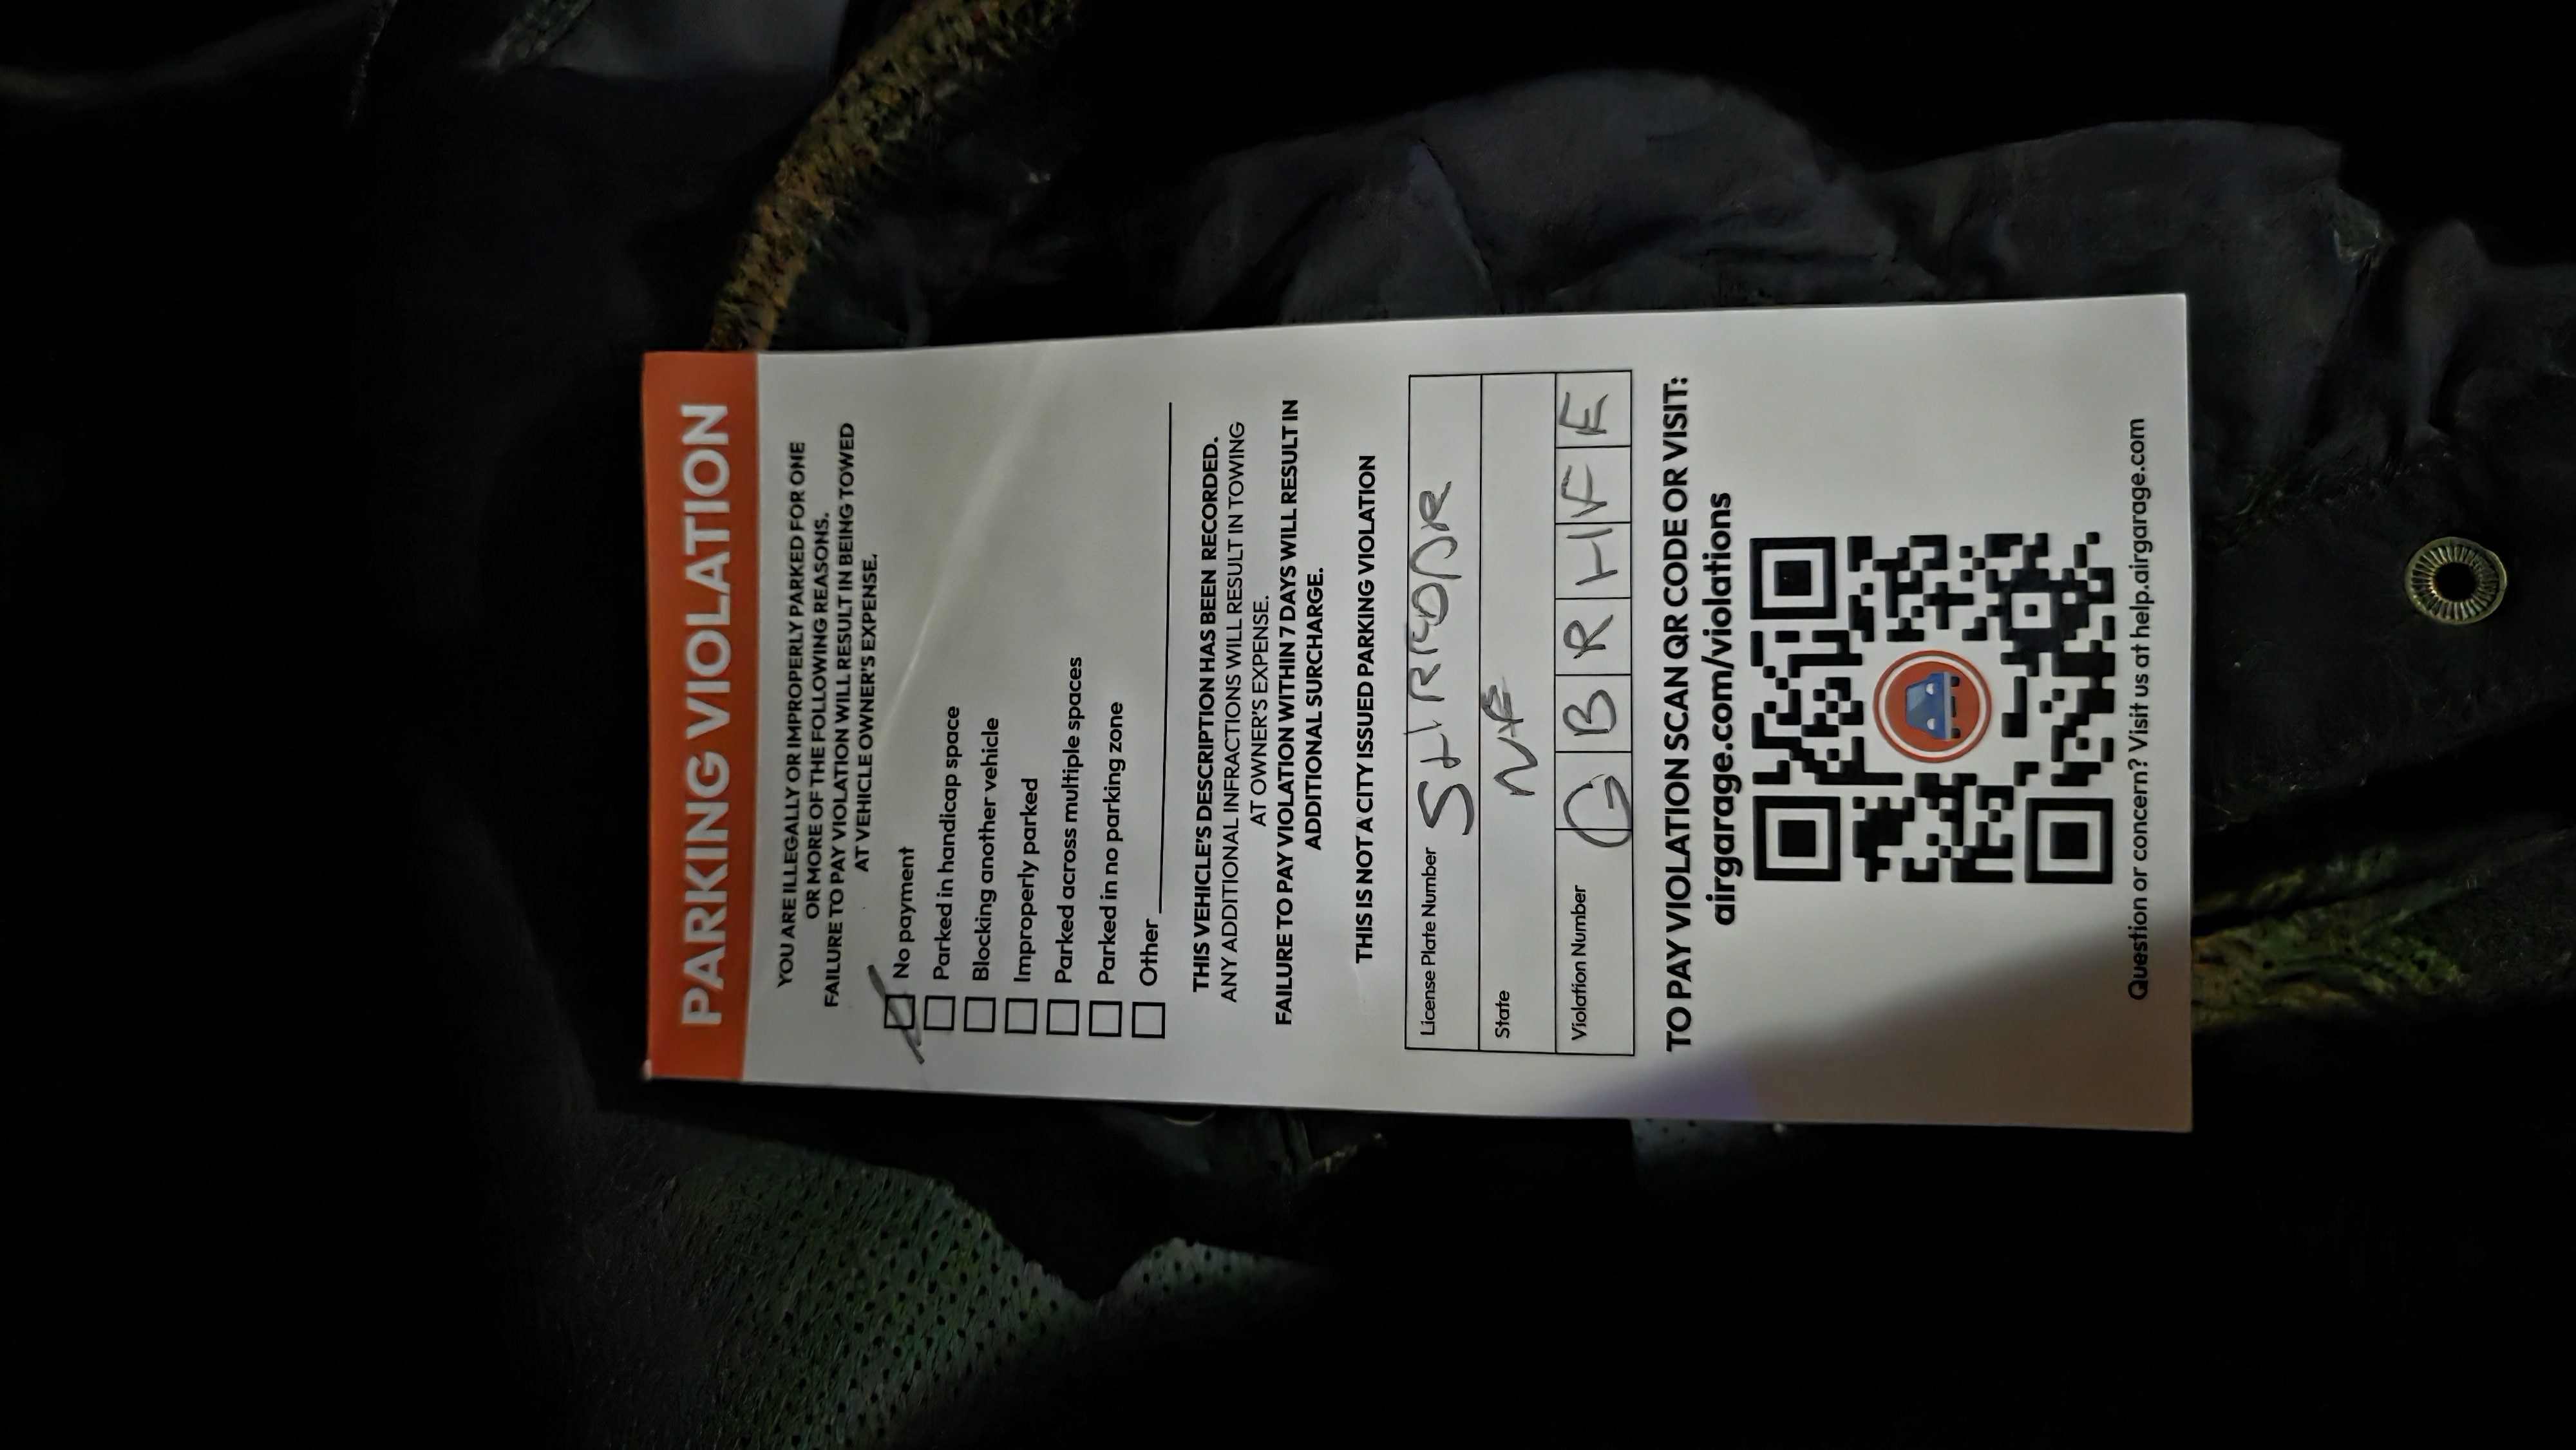 PARKING VIOLATION
YOU ARE ILLEGALLY OR IMPROPERLY PARKED FOR ONE
OR MORE OF THE FOLLOWING REASONS.
FAILURE TO PAY VIOLATION WILL RESULT IN BEING TOWED
AT VEHICLE OWNER'S EXPENSE.
No payment
Parked in handicap space
Blocking another vehicle
Improperly parked
Parked across multiple spaces
Parked in no parking zone
Other
THIS VEHICLE'S DESCRIPTION HAS BEEN RECORDED.
ANY ADDITIONAL INFRACTIONS WILL RESULT IN TOWING
AT OWNER'S EXPENSE.
FAILURE TO PAY VIOLATION WITHIN 7 DAYS WILL RESULT IN
ADDITIONAL SURCHARGE.
THIS IS NOT A CITY ISSUED PARKING VIOLATION
License Plate Number
State NE
Violation Number G B R H F E
TO PAY VIOLATION SCAN QR CODE OR VISIT:
airgarage.com/violations
Question or concern? Visit us at help.airgarage.com